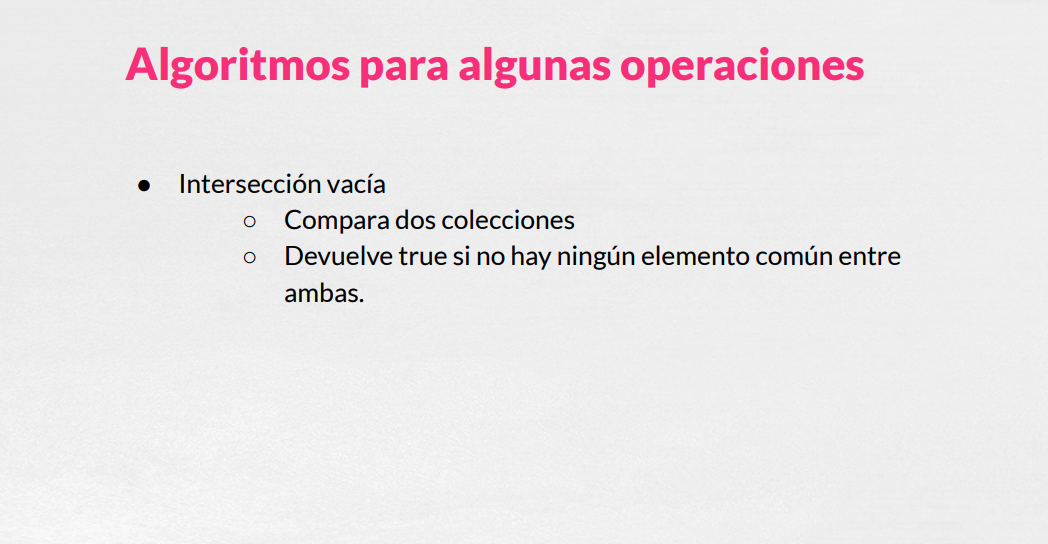 Algoritmos para algunas operaciones
● Intersección vacía
○ Compara dos colecciones
○ Devuelve true si no hay ningún elemento común entre
ambas.